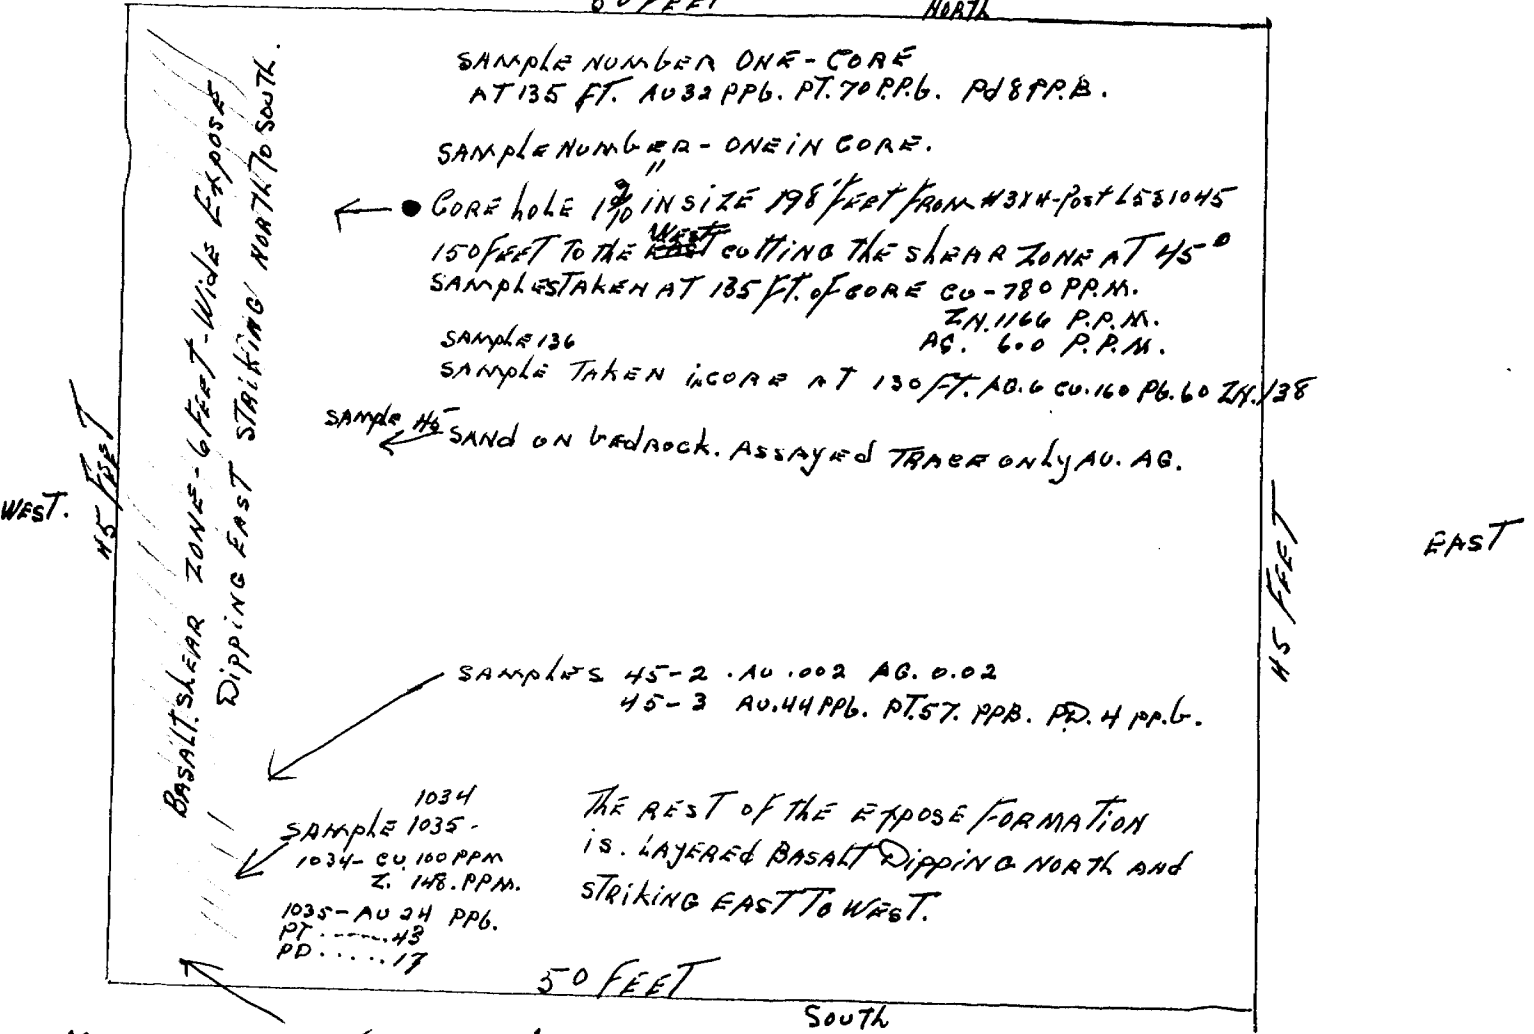 50 FEET
NORTH
SAMPLE NUMBER ONE - CORE
AT 135 FT. AU 32 PPb. PT. 70 P.P.b. Pd 8 P.P.B.
SAMPLE NUMBER - ONE IN CORE.
CORE hOLE 1 9/10" IN SIZE 198' FEET FROM #3 X 4 - POST L531045
150 FEET TO THE WEST CUTTING THE SHEAR ZONE AT 45°
SAMPLES TAKEN AT 135 FT. OF CORE CU - 780 P.P.M.
ZN. 1166 P.P.M.
SAMPLE 136
AG. 6.0 P.P.M.
SAMPLE TAKEN in CORE AT 130 FT. AG. 6 CU. 160 Pb. 60 ZN. 138
SAMPLE 45
SAND ON bEDROCK. ASSAYED TRACE ONLY AU. AG.
BASALT. SHEAR ZONE - 6 FEET - WIDE EXPOSE
DIPPING EAST STRIKING NORTH TO SOUTH.
WEST.
45 FEET
45 FEET
EAST
SAMPLES 45-2 . AU .002 AG. 0.02
45-3 AU. 44 PPb. PT. 57. PPB. PD. 4 PP.b.
1034
SAMPLE 1035 -
1034 - CU 100 PPM
Z. 148. PPM.
1035 - AU 24 PPb.
PT ...... 43
PD ..... 17
THE REST OF THE EXPOSE FORMATION
is. LAYERED BASALT DIPPING NORTH AND
STRIKING EAST TO WEST.
50 FEET
SOUTH